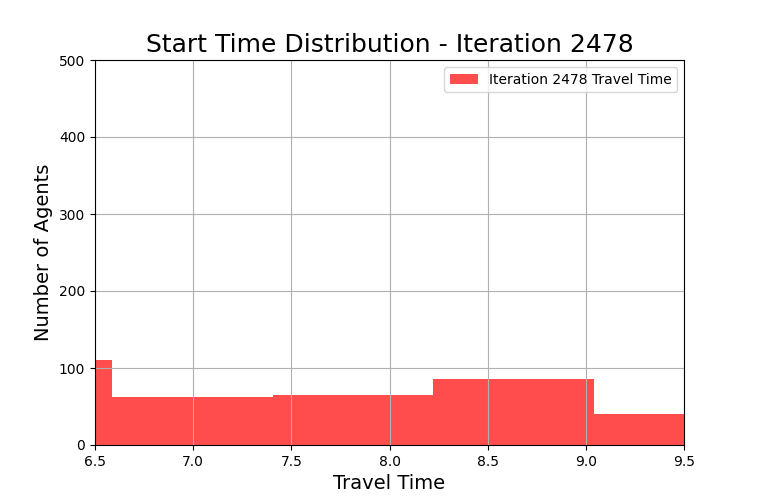 Start Time Distribution - Iteration 2478
500
400
300
200
100
0
Number of Agents
Iteration 2478 Travel Time
6.5 7.0 7.5 8.0 8.5 9.0 9.5
Travel Time